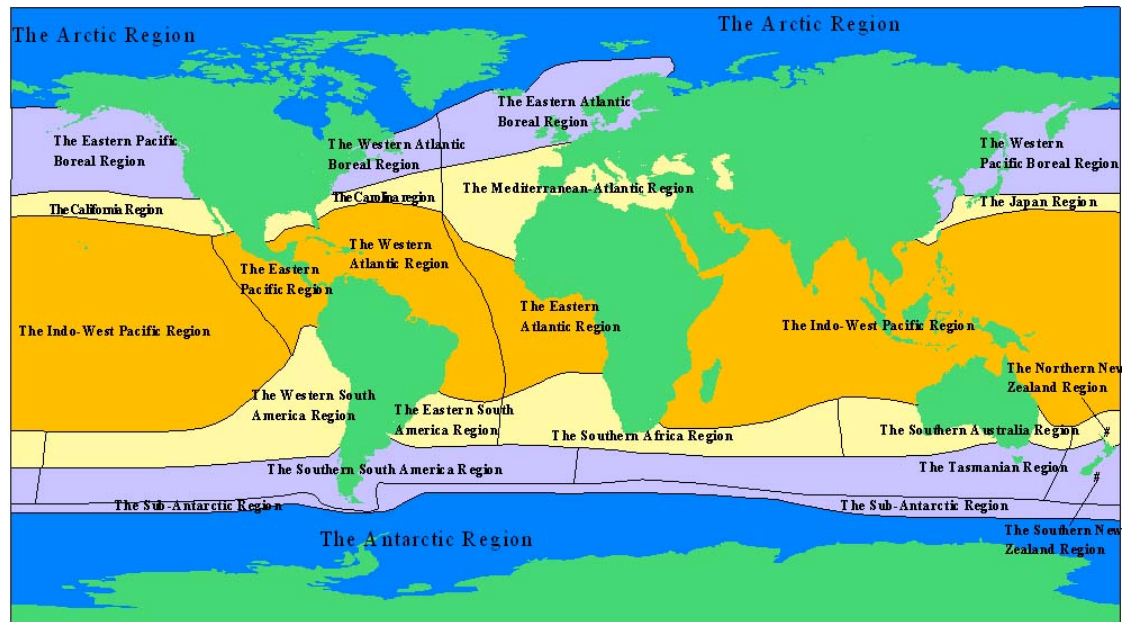 The Arctic Region
The Arctic Region
The Eastern Atlantic
Boreal Region
The Eastern Pacific
Boreal Region
The Western Atlantic
Boreal Region
The Western
Pacific Boreal Region
The Mediterranean-Atlantic Region
The Carolina region
The California Region
The Japan Region
The Western
Atlantic Region
The Eastern
Pacific Region
The Eastern
Atlantic Region
The Indo-West Pacific Region
The Indo-West Pacific Region
The Northern New
Zealand Region
The Western South
America Region
The Eastern South
America Region
The Southern Africa Region
The Southern Australia Region
#
The Southern South America Region
The Tasmanian Region
#
The Sub-Antarctic Region
The Sub-Antarctic Region
The Southern New
Zealand Region
The Antarctic Region